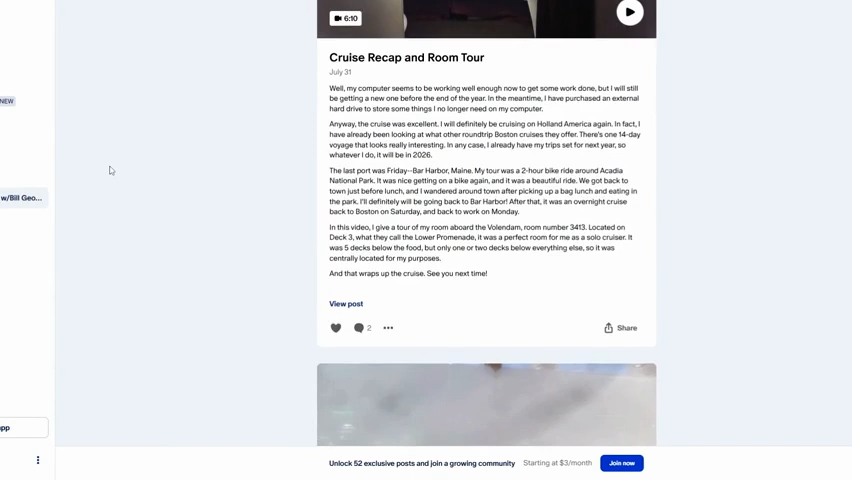 6:10
Cruise Recap and Room Tour
July 31
NEW
Well, my computer seems to be working well enough now to get some work done, but I will still
be getting a new one before the end of the year. In the meantime, I have purchased an external
hard drive to store some things I no longer need on my computer.
Anyway, the cruise was excellent. I will definitely be cruising on Holland America again. In fact, I
have already been looking at what other roundtrip Boston cruises they offer. There's one 14-day
voyage that looks really interesting. In any case, I already have my trips set for next year, so
whatever I do, it will be in 2026.
The last port was Friday--Bar Harbor, Maine. My tour was a 2-hour bike ride around Acadia
National Park. It was nice getting on a bike again, and it was a beautiful ride. We got back to
town just before lunch, and I wandered around town after picking up a bag lunch and eating in
the park. I'll definitely will be going back to Bar Harbor! After that, it was an overnight cruise
back to Boston on Saturday, and back to work on Monday.
w/Bill Geo...
In this video, I give a tour of my room aboard the Volendam, room number 3413. Located on
Deck 3, what they call the Lower Promenade, it was a perfect room for me as a solo cruiser. It
was 5 decks below the food, but only one or two decks below everything else, so it was
centrally located for my purposes.
And that wraps up the cruise. See you next time!
View post
2
Share
pp
Unlock 52 exclusive posts and join a growing community
Starting at $3/month
Join now